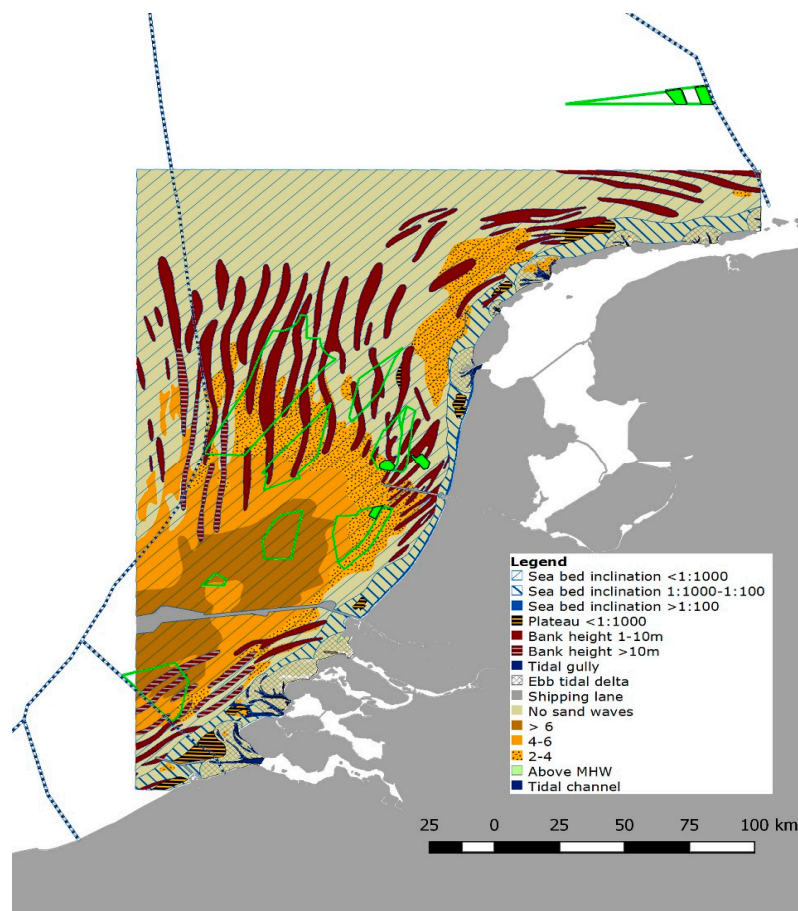 Legend
Sea bed inclination <1:1000
Sea bed inclination 1:1000-1:100
Sea bed inclination >1:100
Plateau <1:1000
Bank height 1-10m
Bank height >10m
Tidal gully
Ebb tidal delta
Shipping lane
No sand waves
> 6
4-6
2-4
Above MHW
Tidal channel
25 0 25 50 75 100 km